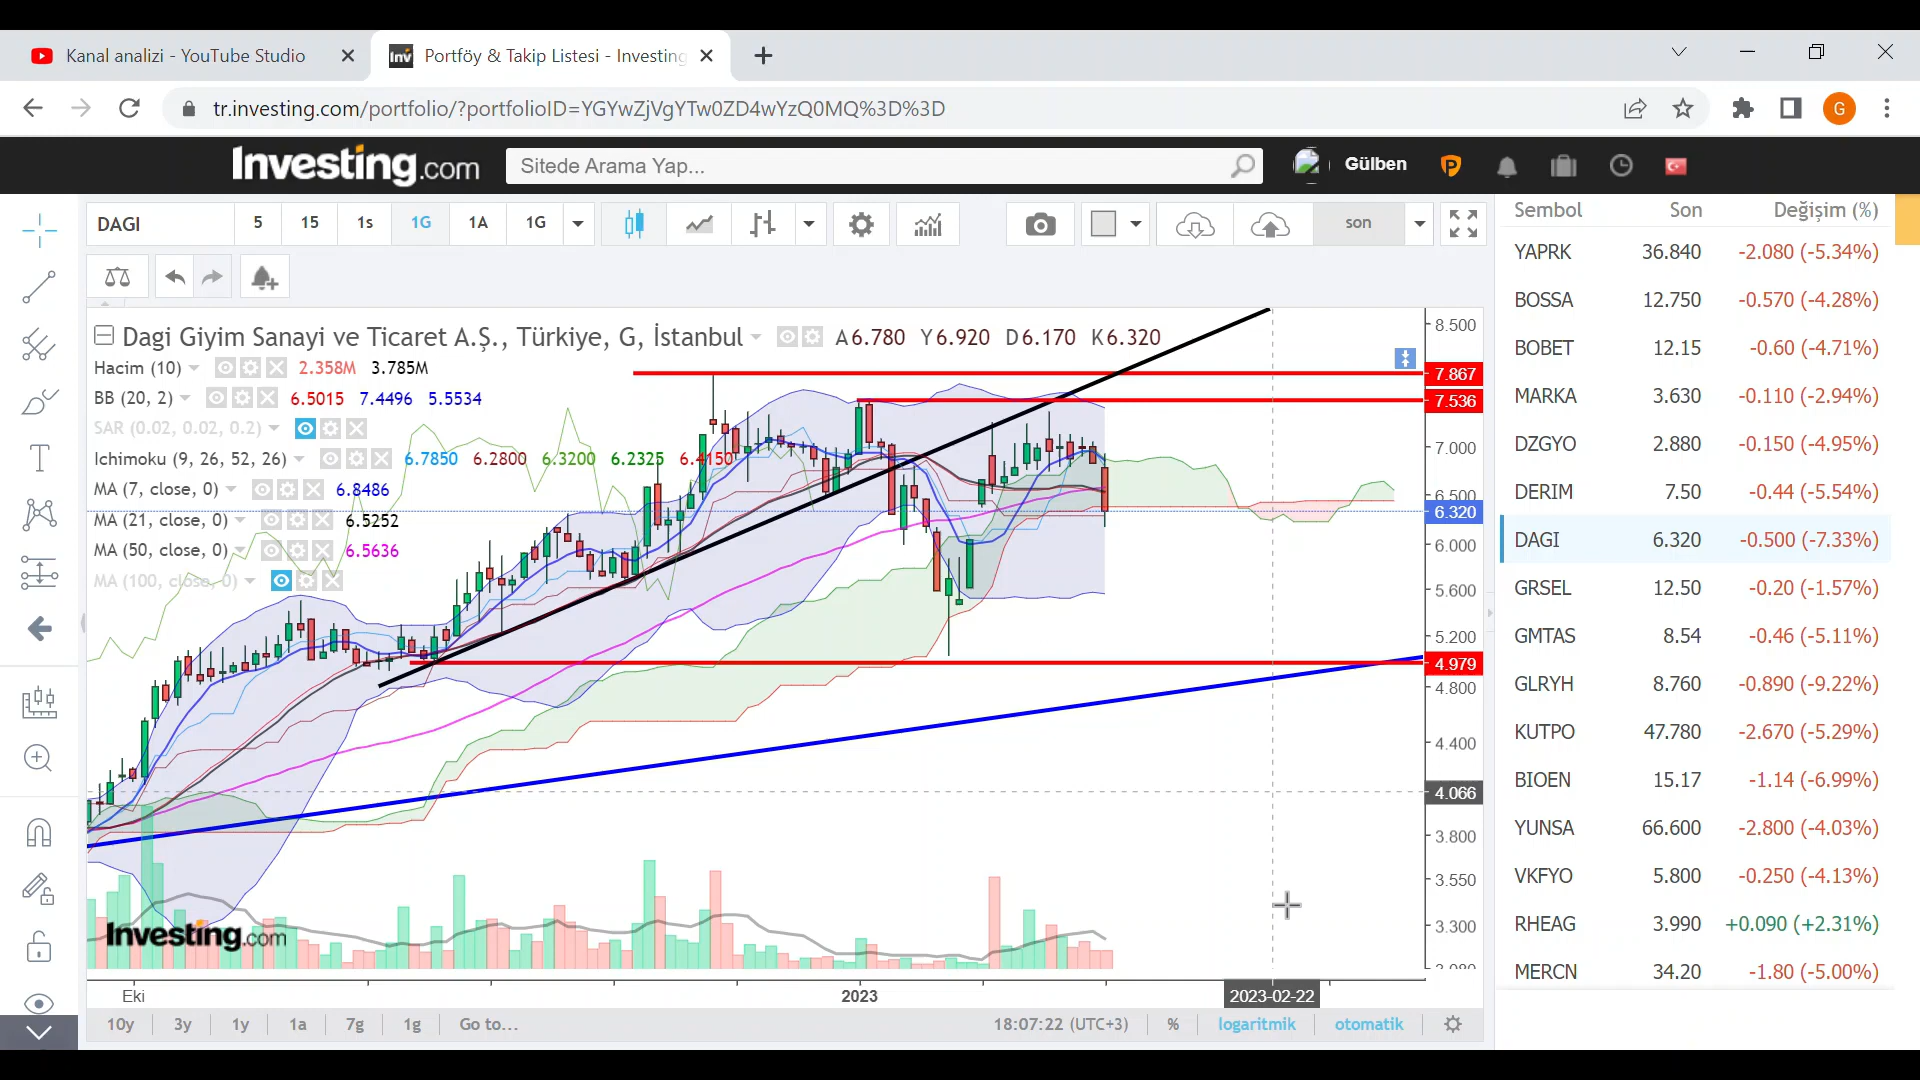 Kanal analizi - YouTube Studio
Portföy & Takip Listesi - Investing
tr.investing.com/portfolio/?portfolioID=YGYwZjVgYTw0ZD4wYzQ0MQ%3D%3D
G
Investing.com
Sitede Arama Yap...
Gülben
DAGI 5 15 1s 1G 1A 1G son
Dagi Giyim Sanayi ve Ticaret A.Ş., Türkiye, G, İstanbul A6.780 Y6.920 D6.170 K6.320
Hacim (10) 2.358M 3.785M
BB (20, 2) 6.5015 7.4496 5.5534
SAR (0.02, 0.02, 0.2)
Ichimoku (9, 26, 52, 26) 6.7850 6.2800 6.3200 6.2325 6.4150
MA (7, close, 0) 6.8486
MA (21, close, 0) 6.5252
MA (50, close, 0) 6.5636
MA (100, close, 0)
8.500
7.867
7.536
7.000
6.500
6.320
6.000
5.600
5.200
4.979
4.800
4.400
4.066
3.800
3.550
3.300
3.080
Investing.com
Eki 2023 2023-02-22
10y 3y 1y 1a 7g 1g Go to... 18:07:22 (UTC+3) % logaritmik otomatik
Sembol Son Değişim (%)
YAPRK 36.840 -2.080 (-5.34%)
BOSSA 12.750 -0.570 (-4.28%)
BOBET 12.15 -0.60 (-4.71%)
MARKA 3.630 -0.110 (-2.94%)
DZGYO 2.880 -0.150 (-4.95%)
DERIM 7.50 -0.44 (-5.54%)
DAGI 6.320 -0.500 (-7.33%)
GRSEL 12.50 -0.20 (-1.57%)
GMTAS 8.54 -0.46 (-5.11%)
GLRYH 8.760 -0.890 (-9.22%)
KUTPO 47.780 -2.670 (-5.29%)
BIOEN 15.17 -1.14 (-6.99%)
YUNSA 66.600 -2.800 (-4.03%)
VKFYO 5.800 -0.250 (-4.13%)
RHEAG 3.990 +0.090 (+2.31%)
MERCN 34.20 -1.80 (-5.00%)